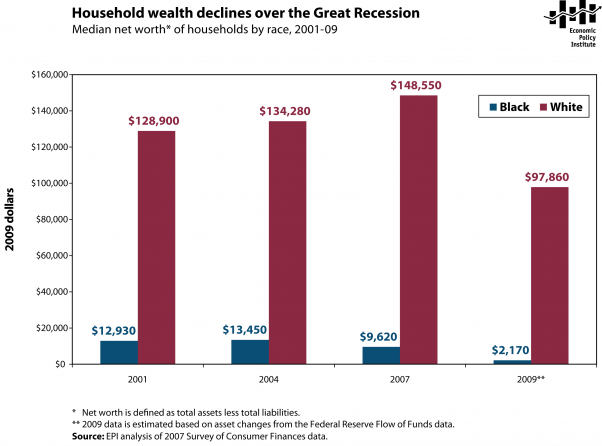 Household wealth declines over the Great Recession
Median net worth* of households by race, 2001-09
Economic
Policy
Institute
$160,000
$140,000
$120,000
$100,000
$80,000
$60,000
$40,000
$20,000
$0
2009 dollars
Black White
$12,930
$128,900
$13,450
$134,280
$9,620
$148,550
$2,170
$97,860
2001 2004 2007 2009**
* Net worth is defined as total assets less total liabilities.
** 2009 data is estimated based on asset changes from the Federal Reserve Flow of Funds data.
Source: EPI analysis of 2007 Survey of Consumer Finances data.